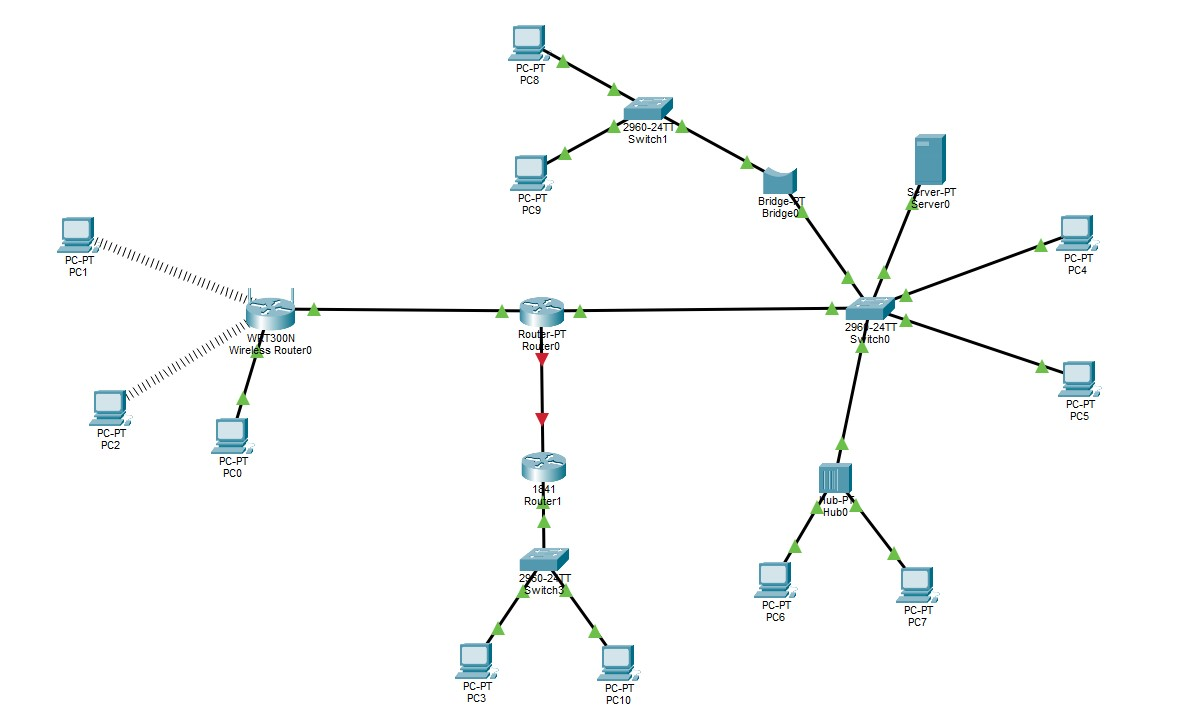 PC-PT
PC8
2960-24TT
Switch1
PC-PT
PC9
Bridge-PT
Bridge0
Server-PT
Server0
PC-PT
PC1
PC-PT
PC4
WRT300N
Wireless Router0
Router-PT
Router0
2960-24TT
Switch0
PC-PT
PC2
PC-PT
PC0
PC-PT
PC5
1841
Router1
Hub-PT
Hub0
2960-24TT
Switch3
PC-PT
PC6
PC-PT
PC7
PC-PT
PC3
PC-PT
PC10